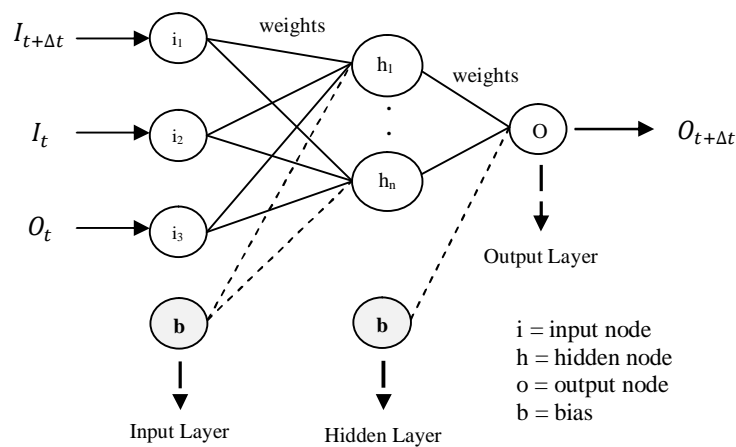 I_{t+Δt}
i₁
weights
h₁
weights
I_t
i₂
.
.
O
O_{t+Δt}
h_n
O_t
i₃
Output Layer
b
b
i = input node
h = hidden node
o = output node
b = bias
Input Layer
Hidden Layer